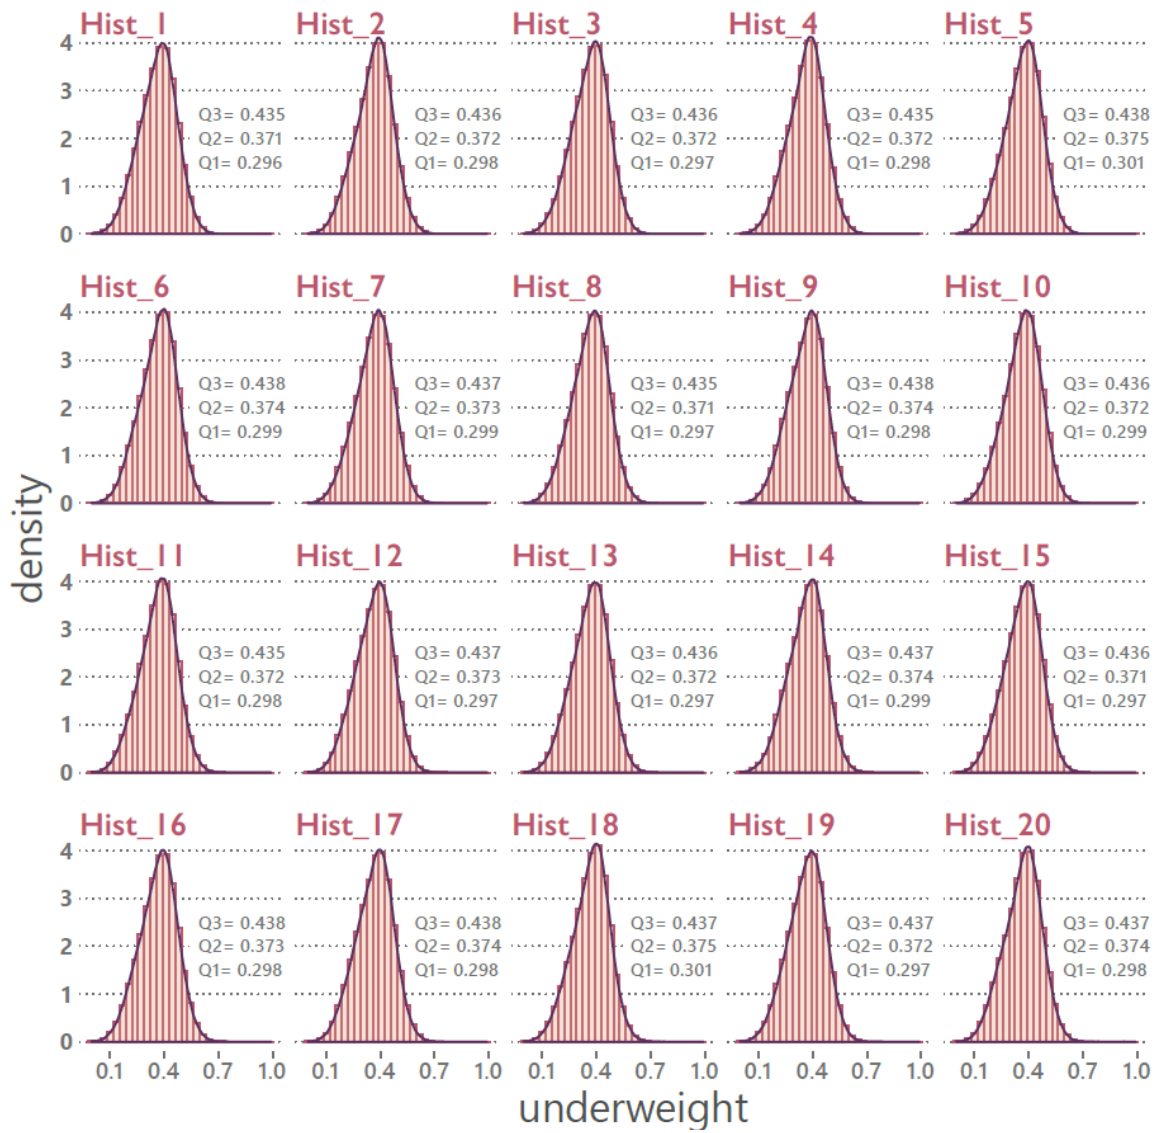 Hist_1 Hist_2 Hist_3 Hist_4 Hist_5
4
3
Q3= 0.435 Q3= 0.436 Q3= 0.436 Q3= 0.435 Q3= 0.438
2 Q2= 0.371 Q2= 0.372 Q2= 0.372 Q2= 0.372 Q2= 0.375
Q1= 0.296 Q1= 0.298 Q1= 0.297 Q1= 0.298 Q1= 0.301
1
0
Hist_6 Hist_7 Hist_8 Hist_9 Hist_10
4
3
Q3= 0.438 Q3= 0.437 Q3= 0.435 Q3= 0.438 Q3= 0.436
2 Q2= 0.374 Q2= 0.373 Q2= 0.371 Q2= 0.374 Q2= 0.372
Q1= 0.299 Q1= 0.299 Q1= 0.297 Q1= 0.298 Q1= 0.299
1
0
density
Hist_11 Hist_12 Hist_13 Hist_14 Hist_15
4
3
Q3= 0.435 Q3= 0.437 Q3= 0.436 Q3= 0.437 Q3= 0.436
2 Q2= 0.372 Q2= 0.373 Q2= 0.372 Q2= 0.374 Q2= 0.371
Q1= 0.298 Q1= 0.297 Q1= 0.297 Q1= 0.299 Q1= 0.297
1
0
Hist_16 Hist_17 Hist_18 Hist_19 Hist_20
4
3
Q3= 0.438 Q3= 0.438 Q3= 0.437 Q3= 0.437 Q3= 0.437
2 Q2= 0.373 Q2= 0.374 Q2= 0.375 Q2= 0.372 Q2= 0.374
Q1= 0.298 Q1= 0.298 Q1= 0.301 Q1= 0.297 Q1= 0.298
1
0
0.1 0.4 0.7 1.0 0.1 0.4 0.7 1.0 0.1 0.4 0.7 1.0 0.1 0.4 0.7 1.0 0.1 0.4 0.7 1.0
underweight